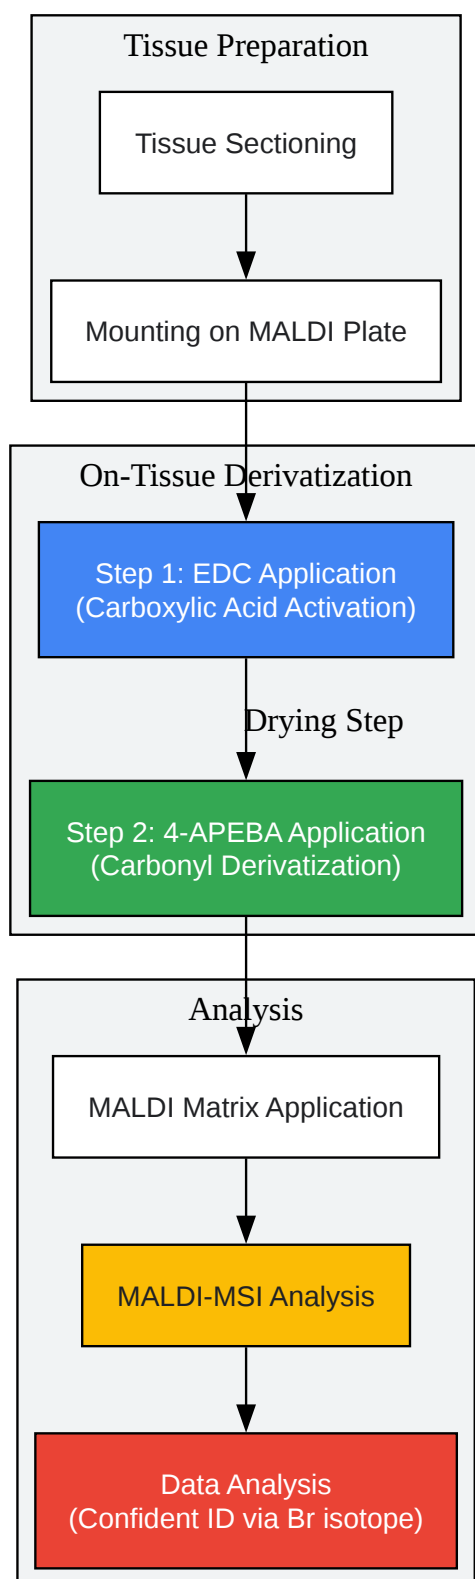 Tissue Preparation
Tissue Sectioning
Mounting on MALDI Plate
On-Tissue Derivatization
Step 1: EDC Application
(Carboxylic Acid Activation)
Drying Step
Step 2: 4-APEBA Application
(Carbonyl Derivatization)
Analysis
MALDI Matrix Application
MALDI-MSI Analysis
Data Analysis
(Confident ID via Br isotope)